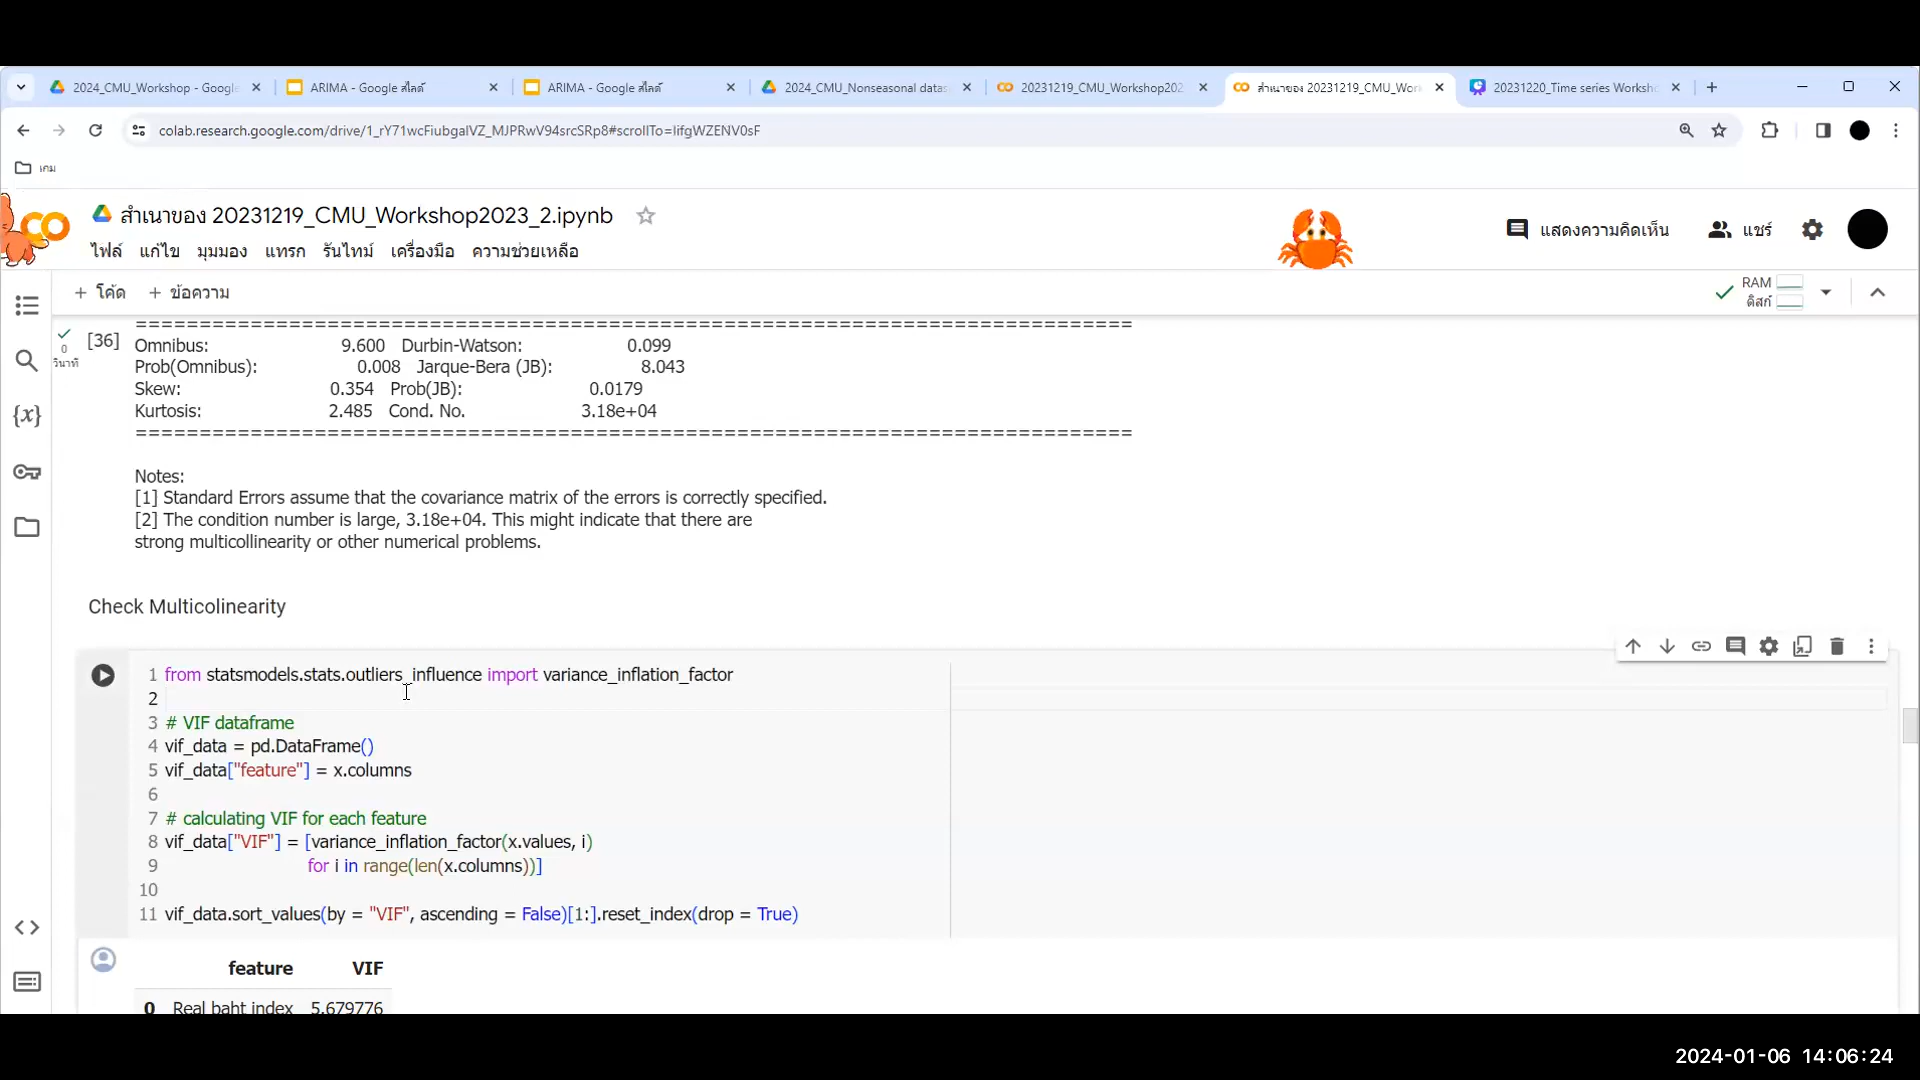 2024_CMU_Workshop - Google
ARIMA - Google สไลด์
ARIMA - Google สไลด์
2024_CMU_Nonseasonal datas
20231219_CMU_Workshop202
สำเนาของ 20231219_CMU_Wor
20231220_Time series Worksh
colab.research.google.com/drive/1_rY71wcFiubgaIVZ_MJPRwV94srcSRp8#scrollTo=IifgWZENV0sF
เกม
สำเนาของ 20231219_CMU_Workshop2023_2.ipynb
แสดงความคิดเห็น
แชร์
ไฟล์ แก้ไข มุมมอง แทรก รันไทม์ เครื่องมือ ความช่วยเหลือ
+ โค้ด + ข้อความ
RAM
ดิสก์
0
วินาที
[36]
==============================================================================
Omnibus: 9.600 Durbin-Watson: 0.099
Prob(Omnibus): 0.008 Jarque-Bera (JB): 8.043
Skew: 0.354 Prob(JB): 0.0179
Kurtosis: 2.485 Cond. No. 3.18e+04
==============================================================================
Notes:
[1] Standard Errors assume that the covariance matrix of the errors is correctly specified.
[2] The condition number is large, 3.18e+04. This might indicate that there are
strong multicollinearity or other numerical problems.
Check Multicolinearity
1 from statsmodels.stats.outliers_influence import variance_inflation_factor
2
3 # VIF dataframe
4 vif_data = pd.DataFrame()
5 vif_data["feature"] = x.columns
6
7 # calculating VIF for each feature
8 vif_data["VIF"] = [variance_inflation_factor(x.values, i)
9 for i in range(len(x.columns))]
10
11 vif_data.sort_values(by = "VIF", ascending = False)[1:].reset_index(drop = True)
feature VIF
0 Real baht index 5.679776
2024-01-06 14:06:24